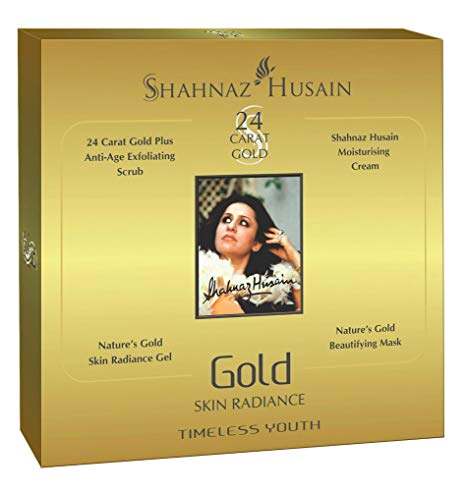 SHAHNAZ HUSAIN
24
CARAT
GOLD
24 Carat Gold Plus
Anti-Age Exfoliating
Scrub
Shahnaz Husain
Moisturising
Cream
Shahnaz Husain
Nature's Gold
Skin Radiance Gel
Nature's Gold
Beautifying Mask
Gold
SKIN RADIANCE
TIMELESS YOUTH